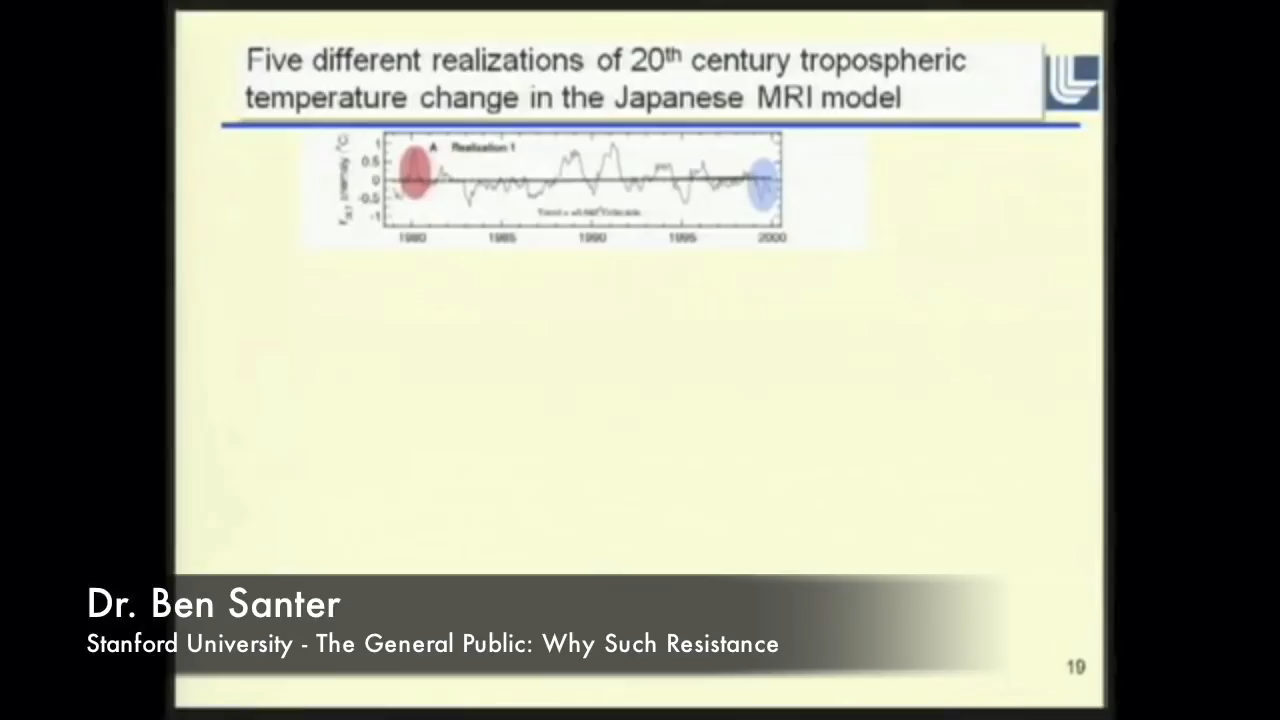 Five different realizations of 20th century tropospheric
temperature change in the Japanese MRI model
A Realization 1
1
0.5
0
-0.5
-1
1980 1985 1990 1995 2000
Dr. Ben Santer
Stanford University - The General Public: Why Such Resistance
19